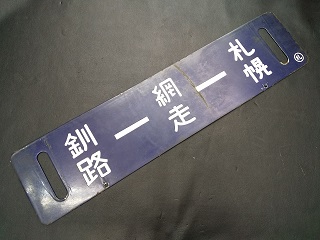 釧路 — 網走 — 札幌